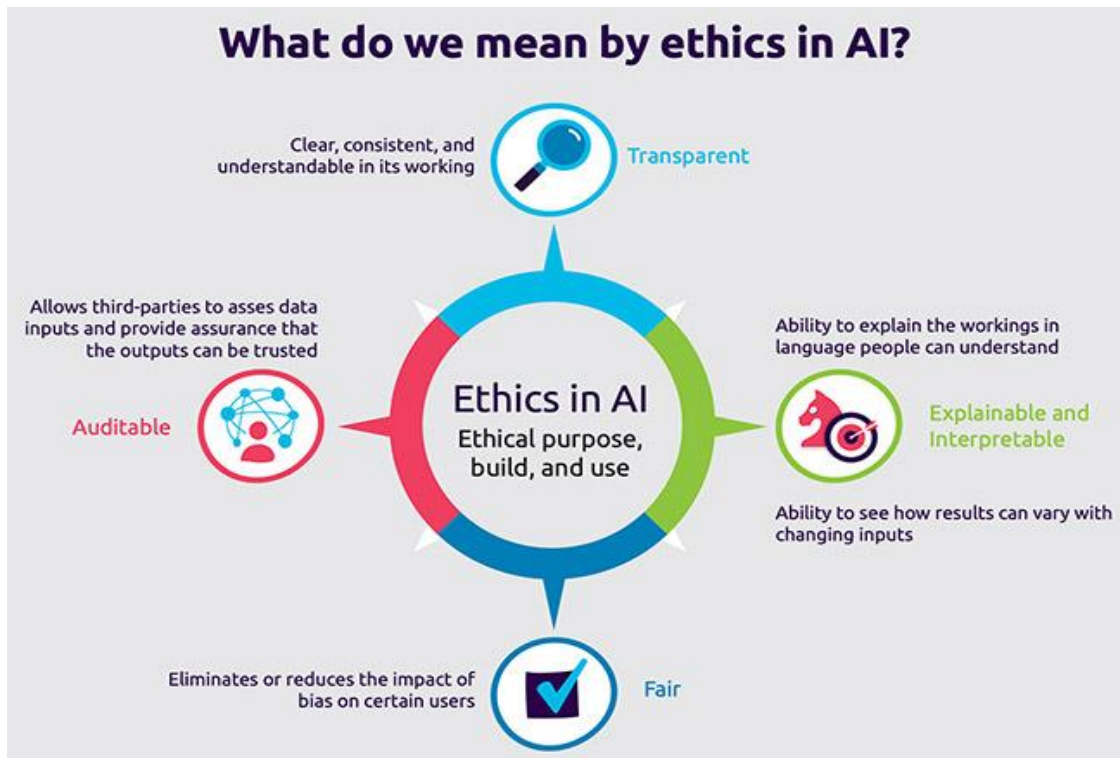 What do we mean by ethics in AI?
Clear, consistent, and
understandable in its working
Transparent
Allows third-parties to asses data
inputs and provide assurance that
the outputs can be trusted
Auditable
Ethics in AI
Ethical purpose,
build, and use
Ability to explain the workings in
language people can understand
Explainable and
Interpretable
Ability to see how results can vary with
changing inputs
Eliminates or reduces the impact of
bias on certain users
Fair